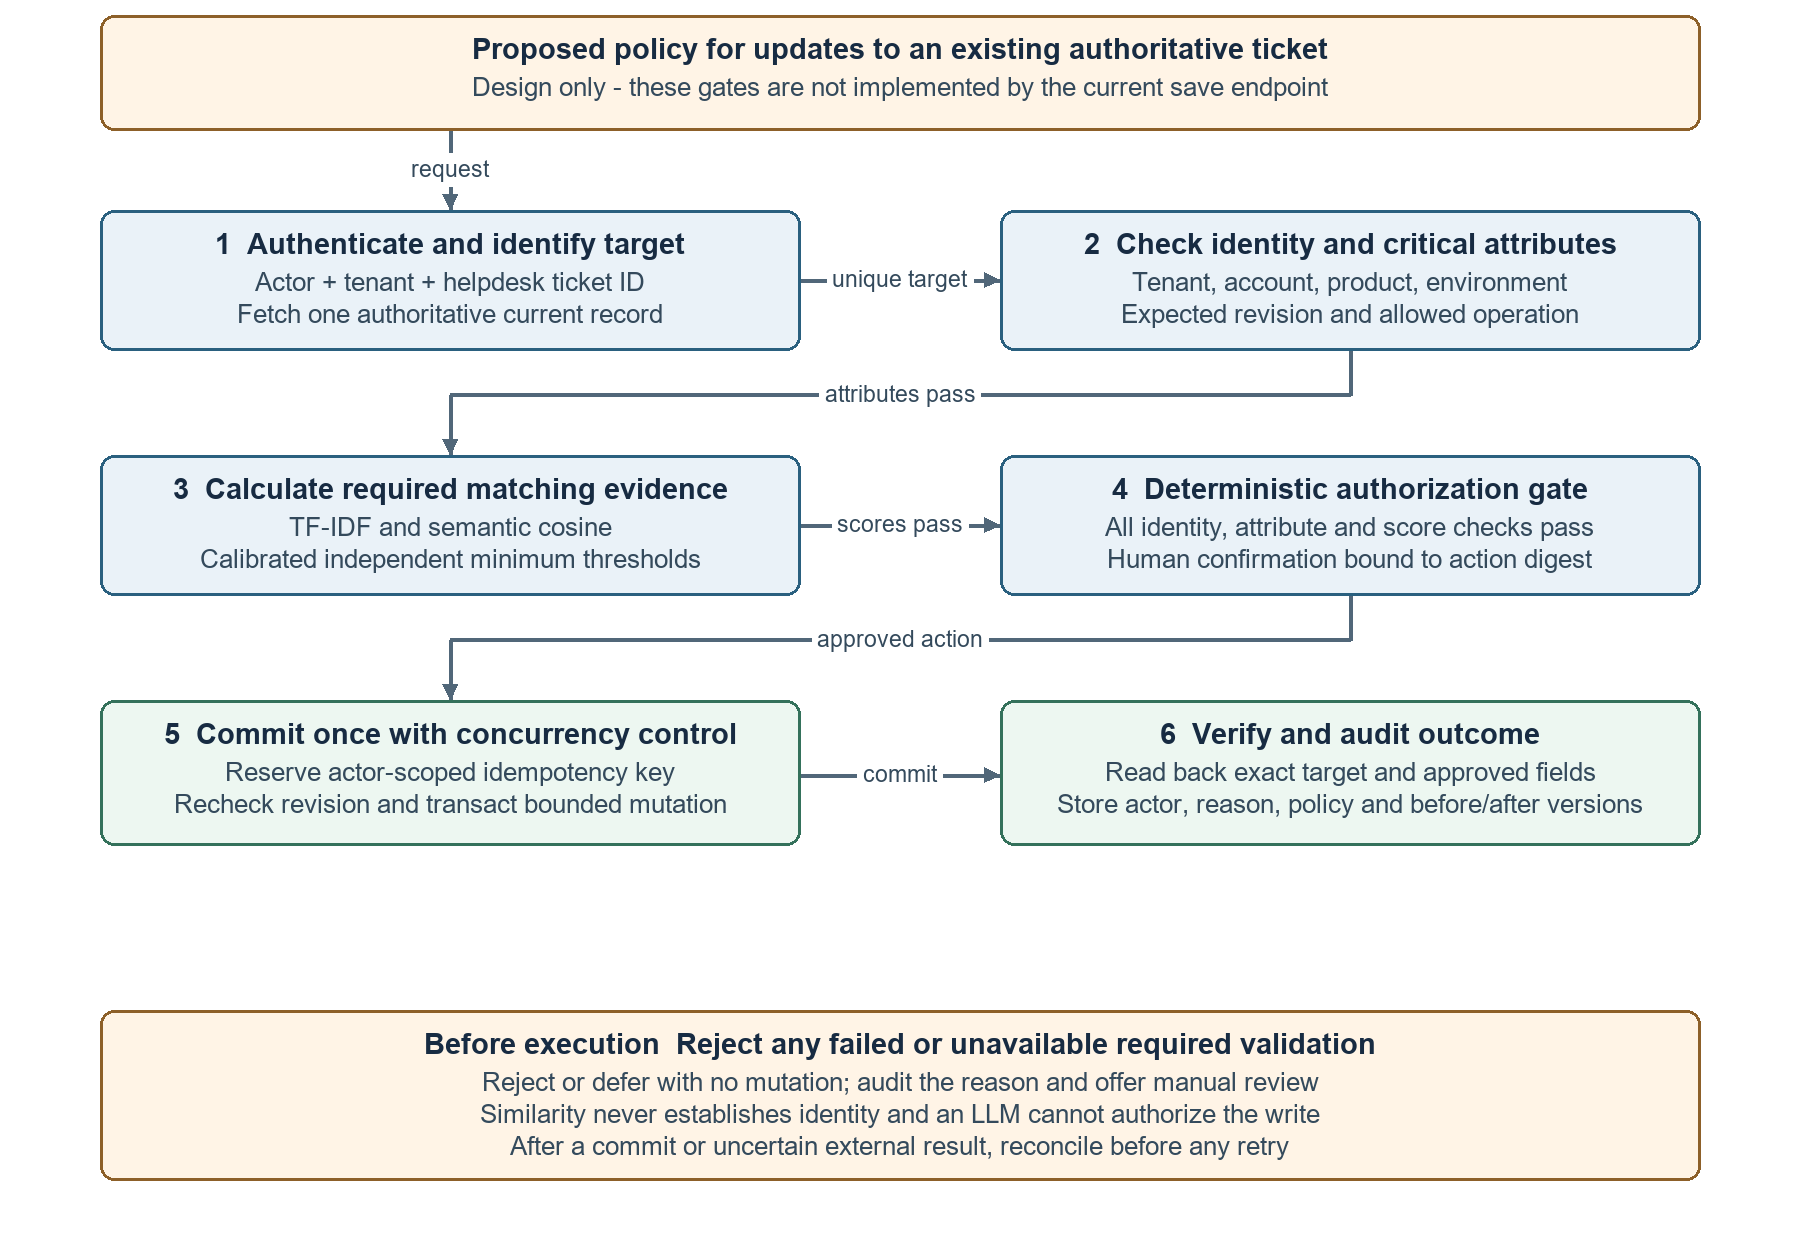 Proposed policy for updates to an existing authoritative ticket
Design only - these gates are not implemented by the current save endpoint
request
1 Authenticate and identify target
Actor + tenant + helpdesk ticket ID
Fetch one authoritative current record
unique target
2 Check identity and critical attributes
Tenant, account, product, environment
Expected revision and allowed operation
attributes pass
3 Calculate required matching evidence
TF-IDF and semantic cosine
Calibrated independent minimum thresholds
scores pass
4 Deterministic authorization gate
All identity, attribute and score checks pass
Human confirmation bound to action digest
approved action
5 Commit once with concurrency control
Reserve actor-scoped idempotency key
Recheck revision and transact bounded mutation
commit
6 Verify and audit outcome
Read back exact target and approved fields
Store actor, reason, policy and before/after versions
Before execution Reject any failed or unavailable required validation
Reject or defer with no mutation; audit the reason and offer manual review
Similarity never establishes identity and an LLM cannot authorize the write
After a commit or uncertain external result, reconcile before any retry